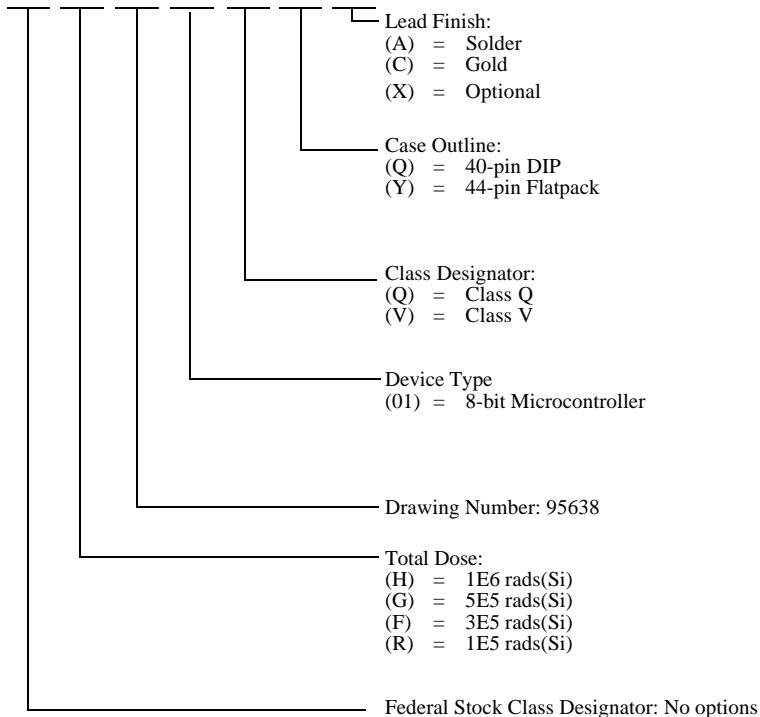 Lead Finish:
(A) = Solder
(C) = Gold
(X) = Optional
Case Outline:
(Q) = 40-pin DIP
(Y) = 44-pin Flatpack
Class Designator:
(Q) = Class Q
(V) = Class V
Device Type
(01) = 8-bit Microcontroller
Drawing Number: 95638
Total Dose:
(H) = 1E6 rads(Si)
(G) = 5E5 rads(Si)
(F) = 3E5 rads(Si)
(R) = 1E5 rads(Si)
Federal Stock Class Designator: No options